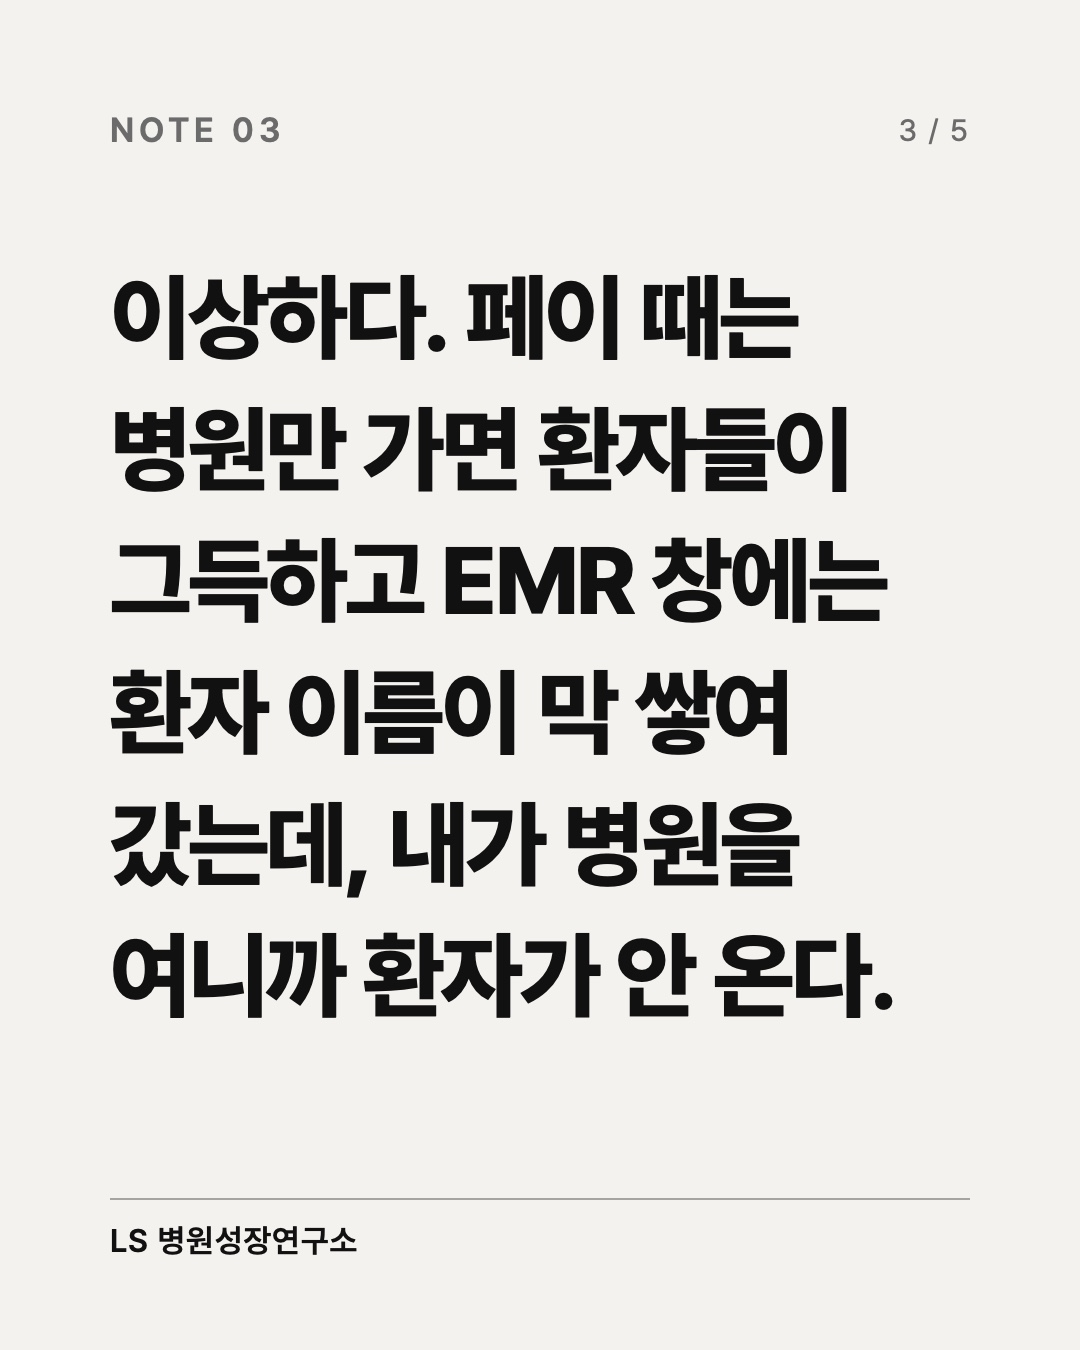 NOTE 03
3 / 5
이상하다. 페이 때는
병원만 가면 환자들이
그득하고 EMR 창에는
환자 이름이 막 쌓여
갔는데, 내가 병원을
여니까 환자가 안 온다.
LS 병원성장연구소